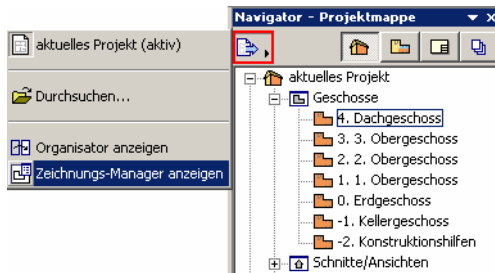 Navigator - Projektmappe
aktuelles Projekt (aktiv)
Durchsuchen...
Organisator anzeigen
Zeichnungs-Manager anzeigen
aktuelles Projekt
Geschosse
4. Dachgeschoss
3. 3. Obergeschoss
2. 2. Obergeschoss
1. 1. Obergeschoss
0. Erdgeschoss
-1. Kellergeschoss
-2. Konstruktionshilfen
Schnitte/Ansichten